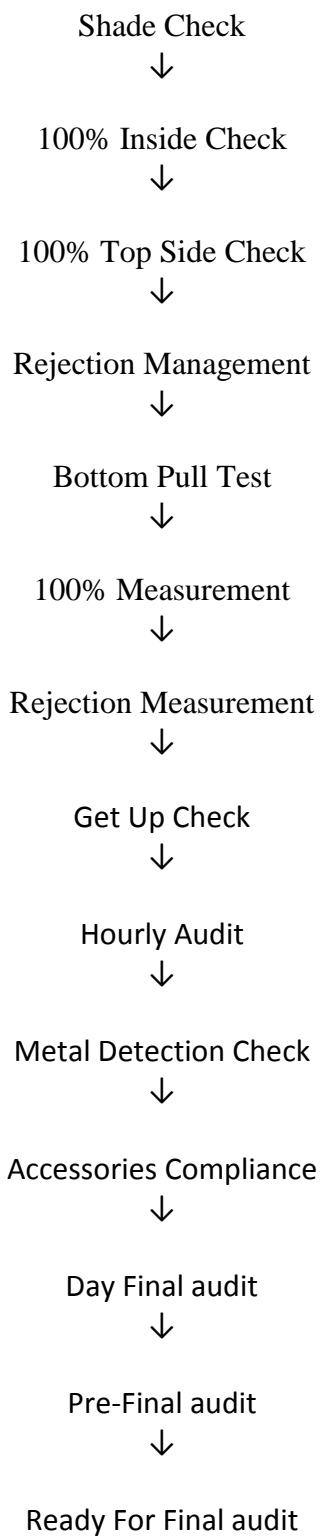 Shade Check
↓
100% Inside Check
↓
100% Top Side Check
↓
Rejection Management
↓
Bottom Pull Test
↓
100% Measurement
↓
Rejection Measurement
↓
Get Up Check
↓
Hourly Audit
↓
Metal Detection Check
↓
Accessories Compliance
↓
Day Final audit
↓
Pre-Final audit
↓
Ready For Final audit